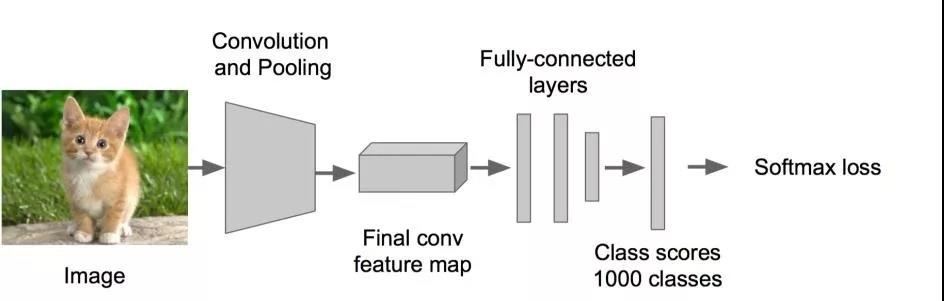 Convolution
and Pooling
Fully-connected
layers
Softmax loss
Final conv
feature map
Class scores
1000 classes
Image